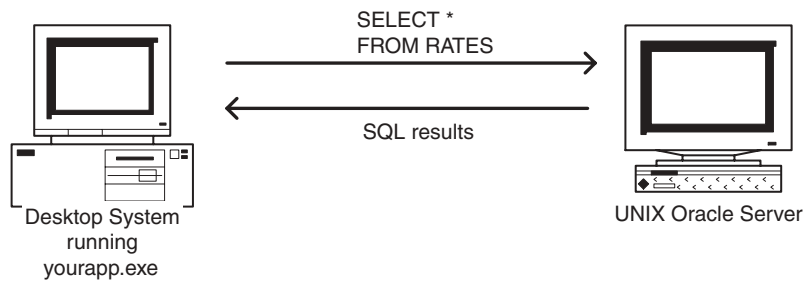 SELECT *
FROM RATES
SQL results
Desktop System
running
yourapp.exe
UNIX Oracle Server